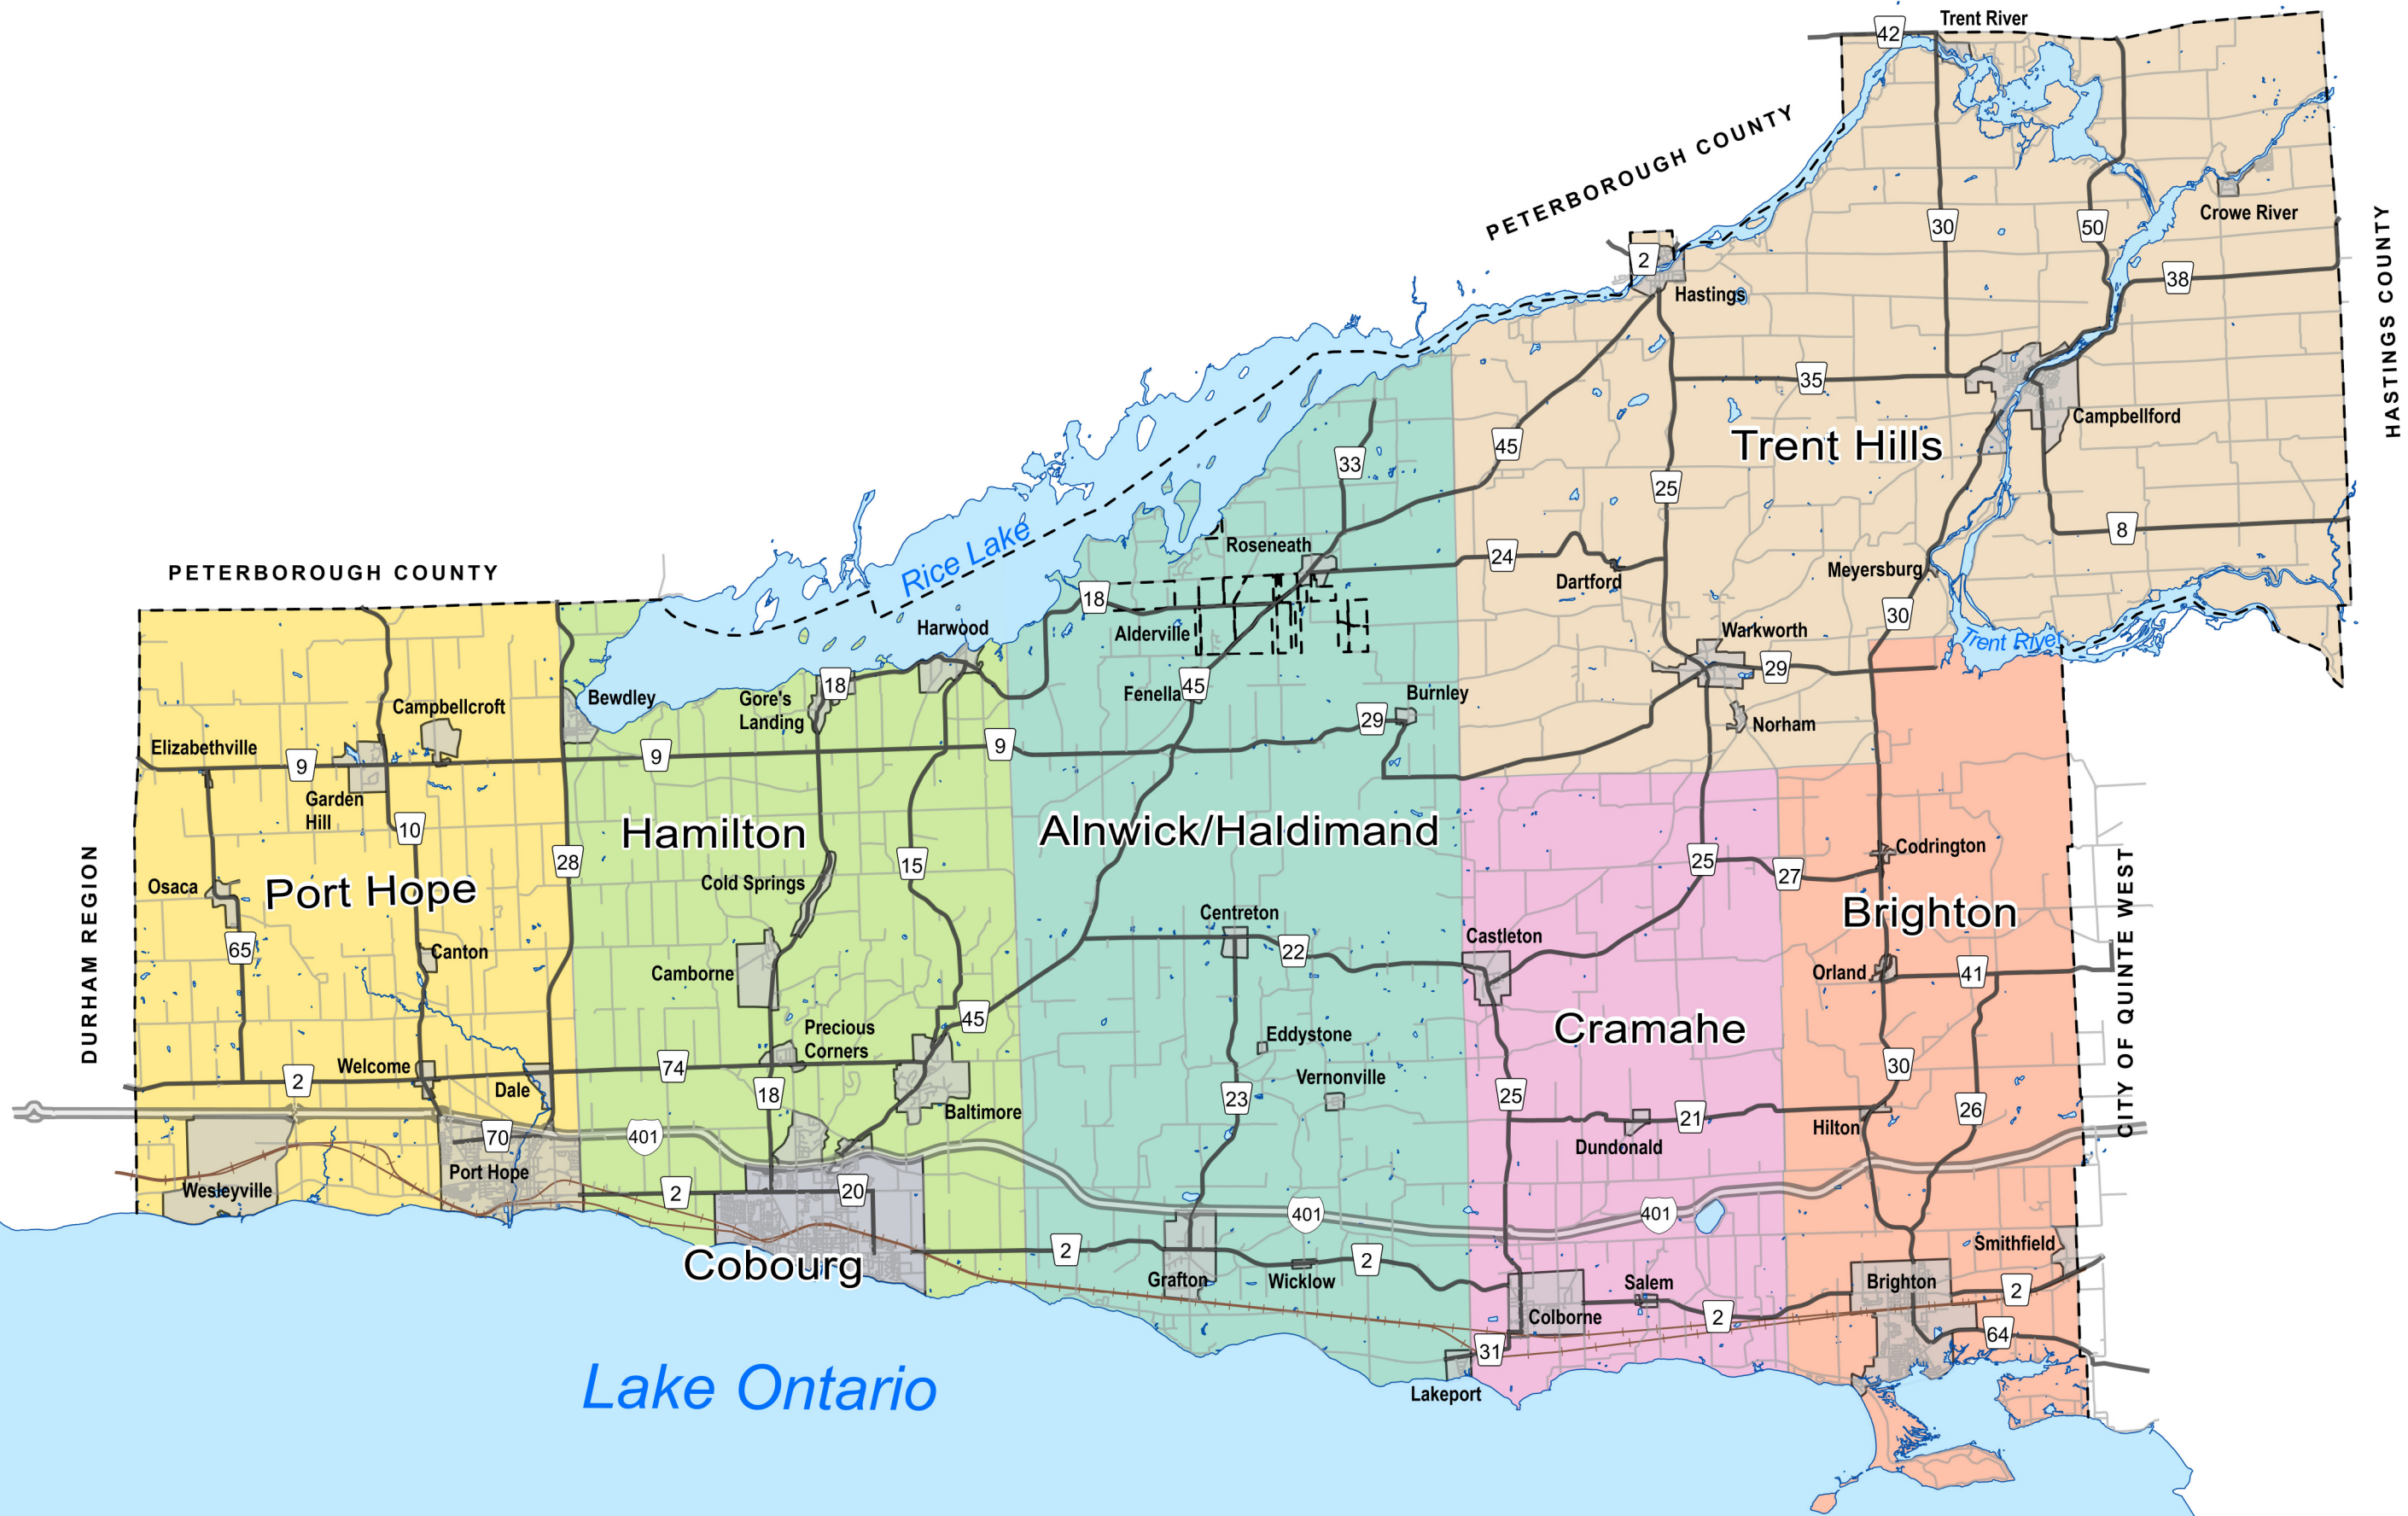 Trent River
42
PETERBOROUGH COUNTY
Crowe River
30
50
HASTINGS COUNTY
2
38
Hastings
35
Campbellford
45
Trent Hills
33
25
Rice Lake
Roseneath
24
8
PETERBOROUGH COUNTY
Dartford
Meyersburg
18
30
Harwood
Alderville
Warkworth
Trent River
29
18
45
Fenella
Burnley
Bewdley
Gore's
Landing
Campbellcroft
29
Norham
Elizabethville
9
9
9
Garden
Hill
10
Hamilton
Alnwick/Haldimand
28
15
25
27
Codrington
DURHAM REGION
Osaca
Port Hope
Cold Springs
Centreton
Castleton
Brighton
CITY OF QUINTE WEST
65
Canton
Camborne
22
Orland
41
45
Precious
Corners
Eddystone
Cramahe
Welcome
2
Dale
74
Vernonville
30
18
23
25
26
Baltimore
21
Hilton
70
401
Dundonald
Port Hope
Wesleyville
2
20
401
401
2
2
Smithfield
Cobourg
Grafton
Wicklow
Salem
Brighton
2
Colborne
2
64
31
Lakeport
Lake Ontario